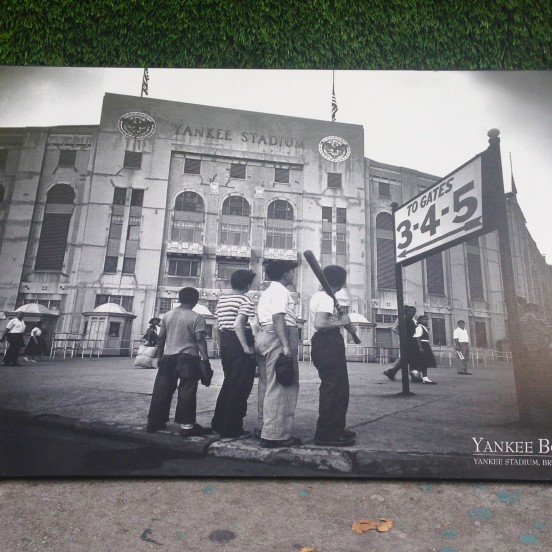 YANKEE STADIUM
TO GATES
3-4-5
YANKEE B
YANKEE STADIUM, BR